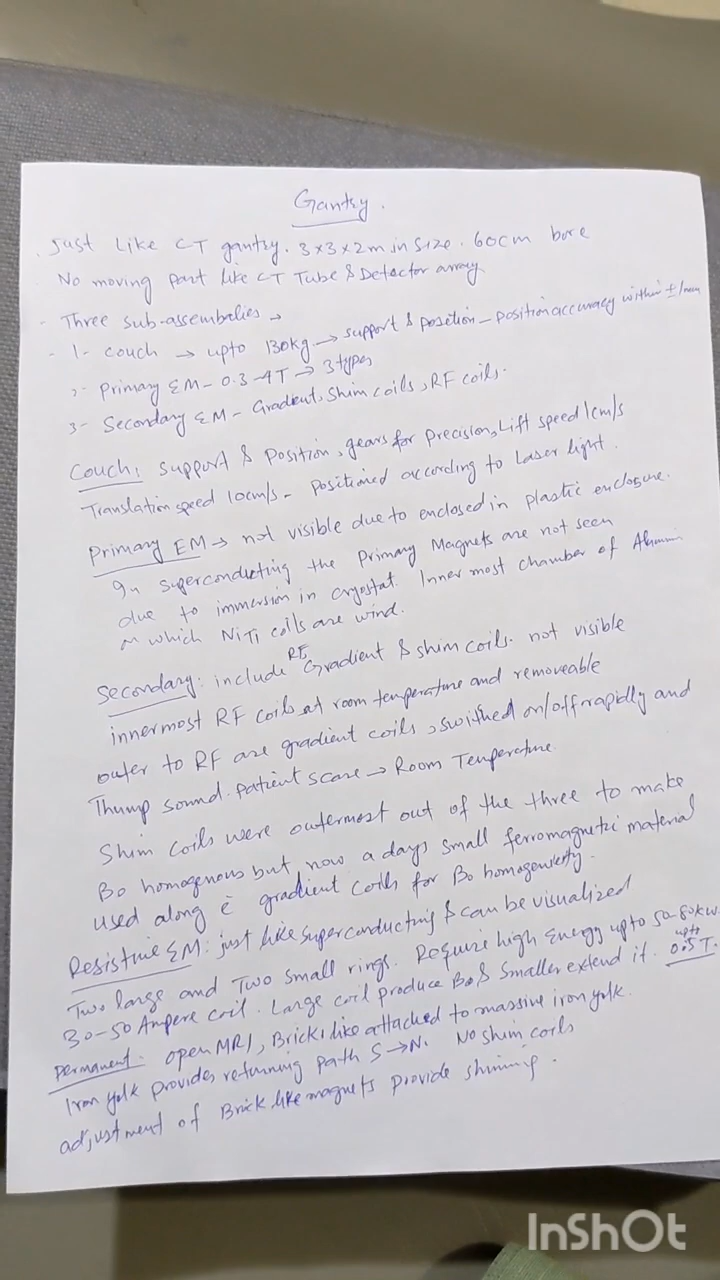 Gantry.
Just Like CT gantry. 3x3x2m in Size. 60cm bore
No moving part like CT Tube & Detector array
- Three sub-assembelies →
- 1- Couch → upto 130kg → support & posetion - position accuracy within ±1mm
2- Primary EM - 0.3-4T → 3 types
3- Secondary EM - Gradient, Shim coils, RF coils.
Couch: Support & Position, gears for precision, Lift speed 1cm/s
Translation speed 10cm/s - Positioned according to Laser light.
Primary EM → not visible due to enclosed in plastic enclosure.
In superconducting the Primary Magnets are not seen
due to immersion in cryostat. Inner most chamber of
on which NiTi coils are wind.
Secondary: include RF Gradient & shim coils. not visible
innermost RF coils at room temperature and removeable
outer to RF are gradient coils, swithed on/off rapidly and
Thump sound. Patient scare → Room Temperature.
Shim coils were outermost out of the three to make
B0 homogenous but now a days small ferromagnetic material
used along c̄ gradient coils for B0 homogeneity.
Resistive EM: just like superconducting & can be visualized
Two large and Two small rings. Require high Energy upto 50-80kw
30-50 Ampere coil. Large coil produce B0 & Smaller extend it. upto 0.5T.
Permanent: open MRI, Bricks like attached to massive iron yolk.
Iron yolk provides returning path S→N. No shim coils
adjustment of Brick like magnets provide shiming.
InShOt